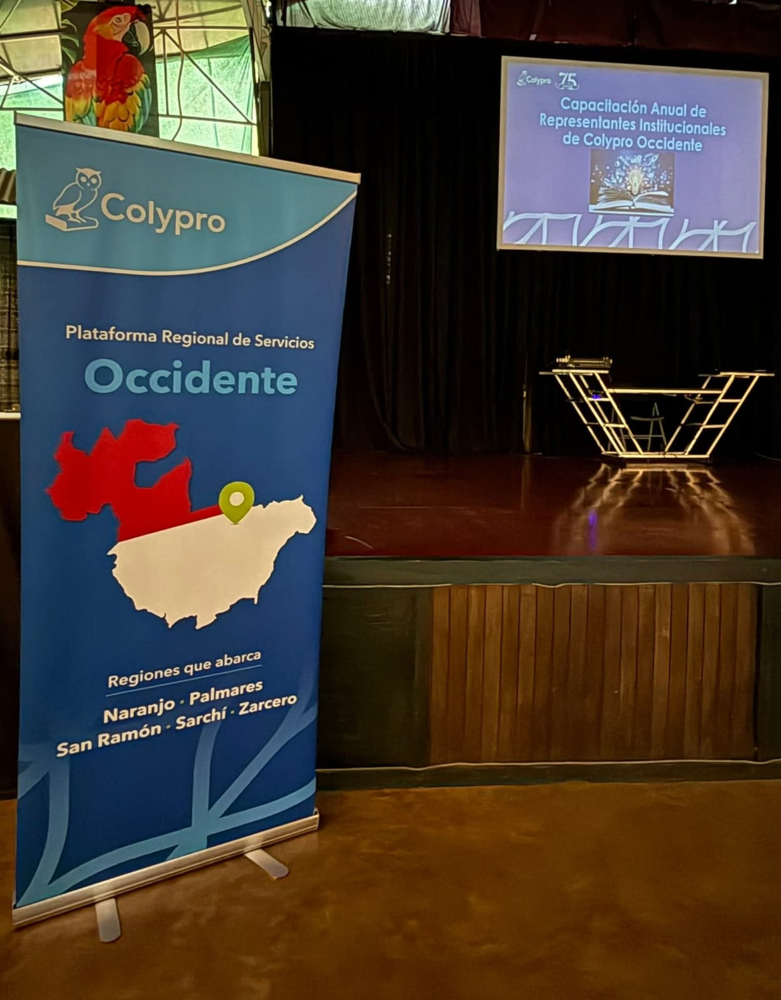 Colypro
Plataforma Regional de Servicios
Occidente
Regiones que abarca
Naranjo · Palmares
San Ramón · Sarchí · Zarcero
Colypro 75
Capacitación Anual de
Representantes Institucionales
de Colypro Occidente